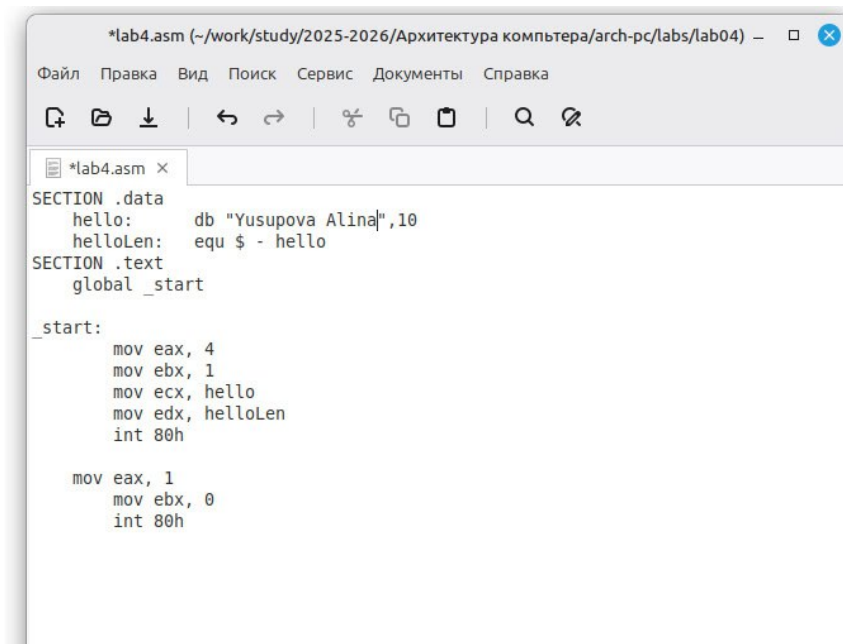 *lab4.asm (~/work/study/2025-2026/Архитектура компьтера/arch-pc/labs/lab04)
Файл Правка Вид Поиск Сервис Документы Справка
*lab4.asm
SECTION .data
    hello:      db "Yusupova Alina",10
    helloLen:   equ $ - hello
SECTION .text
    global _start

_start:
        mov eax, 4
        mov ebx, 1
        mov ecx, hello
        mov edx, helloLen
        int 80h

    mov eax, 1
        mov ebx, 0
        int 80h